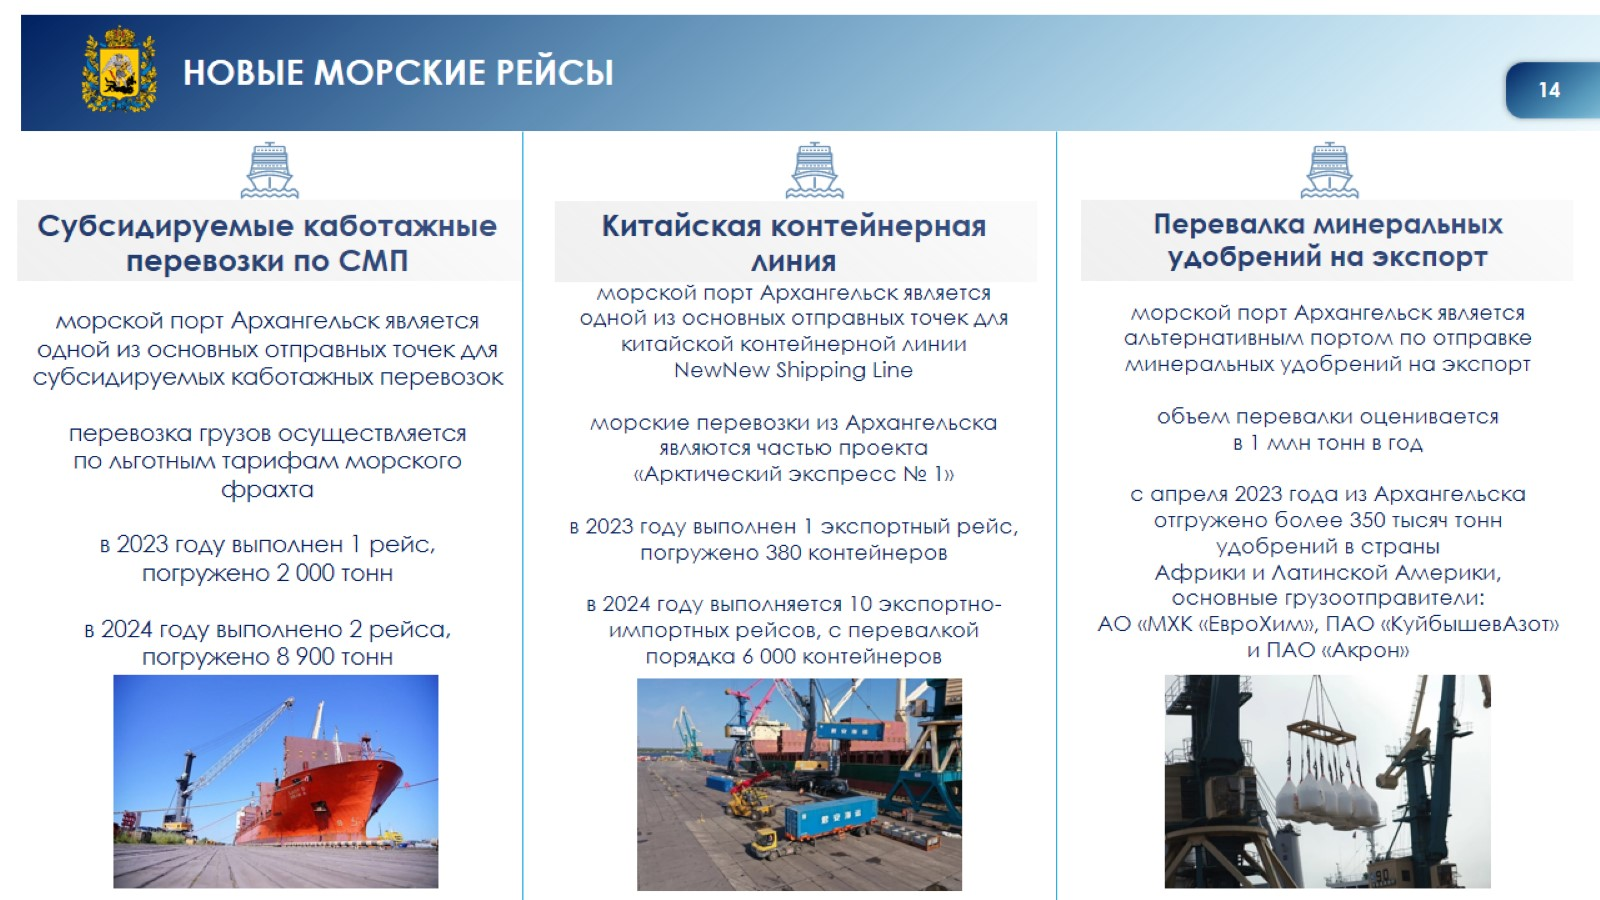 НОВЫЕ МОРСКИЕ РЕЙСЫ
14
Субсидируемые каботажные
перевозки по СМП
морской порт Архангельск является
одной из основных отправных точек для
субсидируемых каботажных перевозок
перевозка грузов осуществляется
по льготным тарифам морского
фрахта
в 2023 году выполнен 1 рейс,
погружено 2 000 тонн
в 2024 году выполнено 2 рейса,
погружено 8 900 тонн
Китайская контейнерная
линия
морской порт Архангельск является
одной из основных отправных точек для
китайской контейнерной линии
NewNew Shipping Line
морские перевозки из Архангельска
являются частью проекта
«Арктический экспресс № 1»
в 2023 году выполнен 1 экспортный рейс,
погружено 380 контейнеров
в 2024 году выполняется 10 экспортно-
импортных рейсов, с перевалкой
порядка 6 000 контейнеров
Перевалка минеральных
удобрений на экспорт
морской порт Архангельск является
альтернативным портом по отправке
минеральных удобрений на экспорт
объем перевалки оценивается
в 1 млн тонн в год
с апреля 2023 года из Архангельска
отгружено более 350 тысяч тонн
удобрений в страны
Африки и Латинской Америки,
основные грузоотправители:
АО «МХК «ЕвроХим», ПАО «КуйбышевАзот»
и ПАО «Акрон»
90